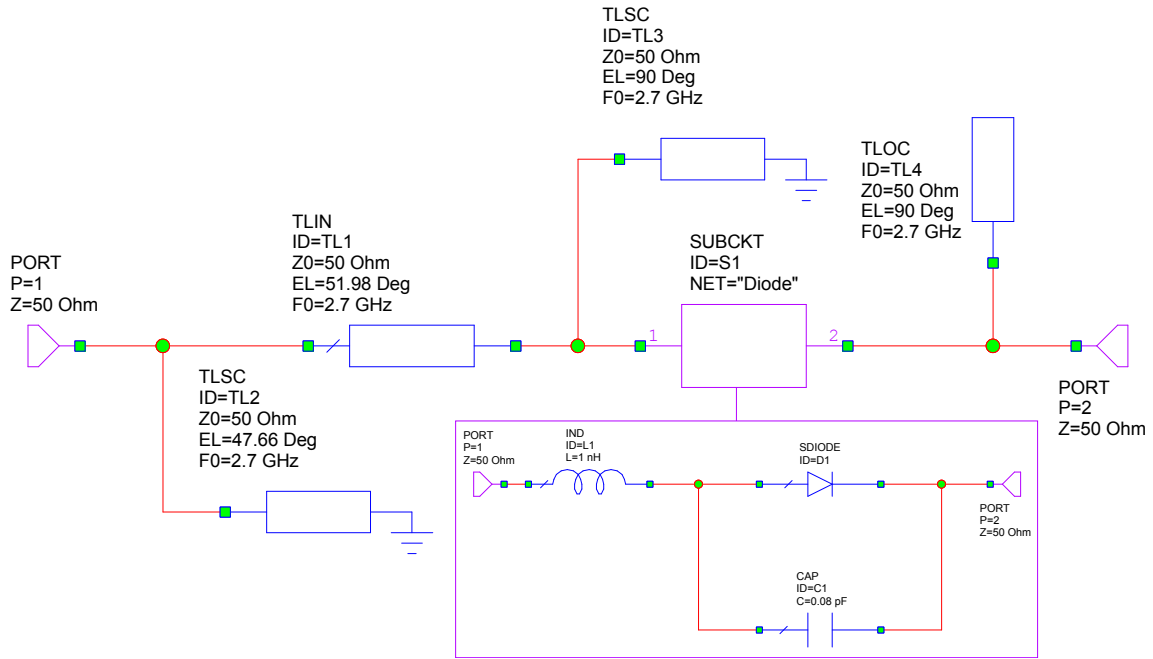 TLSC
ID=TL3
Z0=50 Ohm
EL=90 Deg
F0=2.7 GHz
TLOC
ID=TL4
Z0=50 Ohm
EL=90 Deg
F0=2.7 GHz
TLIN
ID=TL1
Z0=50 Ohm
EL=51.98 Deg
F0=2.7 GHz
SUBCKT
ID=S1
NET="Diode"
PORT
P=1
Z=50 Ohm
1
2
TLSC
ID=TL2
Z0=50 Ohm
EL=47.66 Deg
F0=2.7 GHz
PORT
P=2
Z=50 Ohm
PORT
P=1
Z=50 Ohm
IND
ID=L1
L=1 nH
SDIODE
ID=D1
PORT
P=2
Z=50 Ohm
CAP
ID=C1
C=0.08 pF